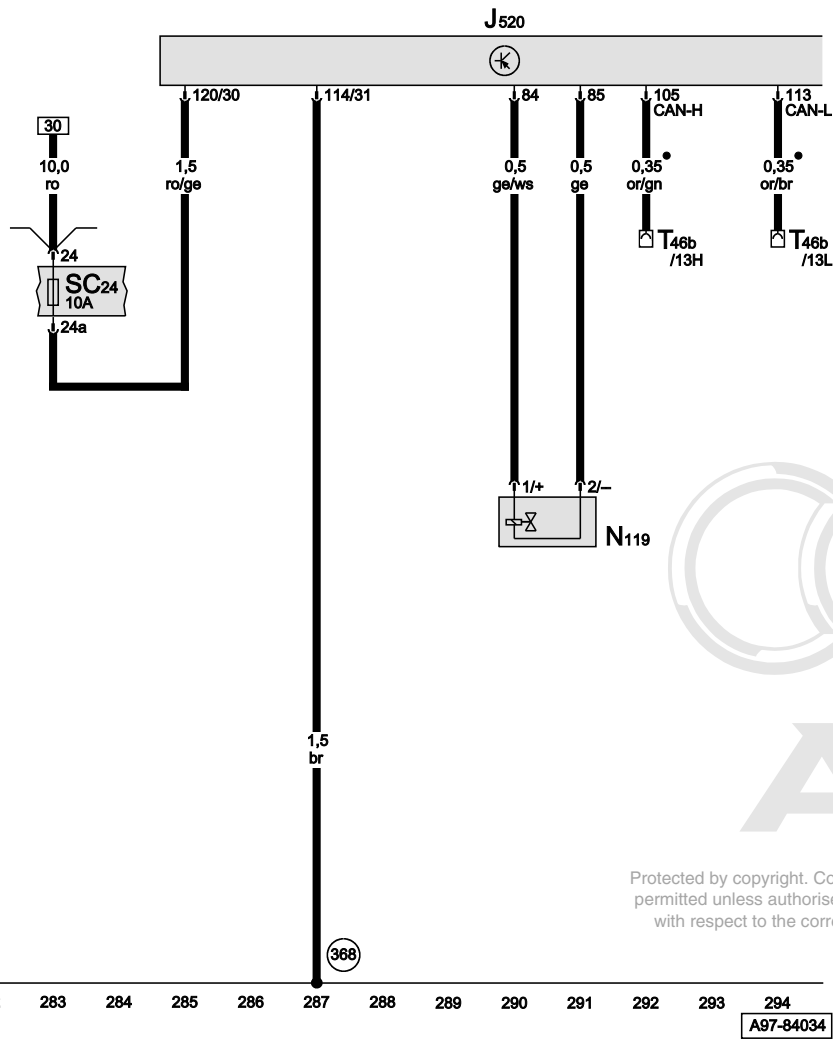 J520
120/30
114/31
84
85
105
CAN-H
113
CAN-L
30
10,0
ro
1,5
ro/ge
0,5
ge/ws
0,5
ge
0,35
or/gn
0,35
or/br
24
SC24
10A
24a
T46b
/13H
T46b
/13L
1/+
2/–
N119
1,5
br
Protected by copyright. Co
permitted unless authorise
with respect to the corre
368
283 284 285 286 287 288 289 290 291 292 293 294
A97-84034